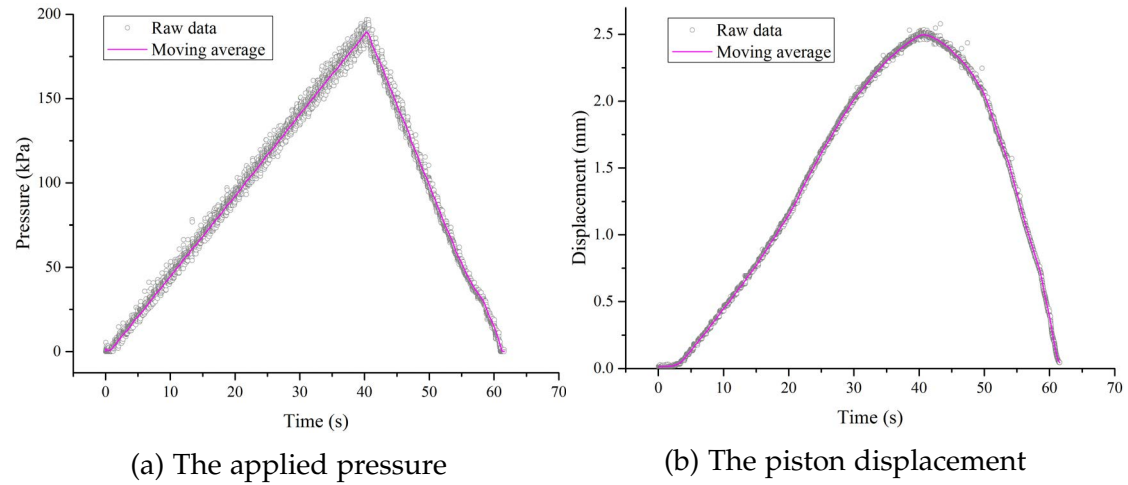 200
150
100
50
0
Pressure (kPa)
Raw data
Moving average
0 10 20 30 40 50 60 70
Time (s)
(a) The applied pressure
2.5
2.0
1.5
1.0
0.5
0.0
Displacement (mm)
Raw data
Moving average
0 10 20 30 40 50 60 70
Time (s)
(b) The piston displacement